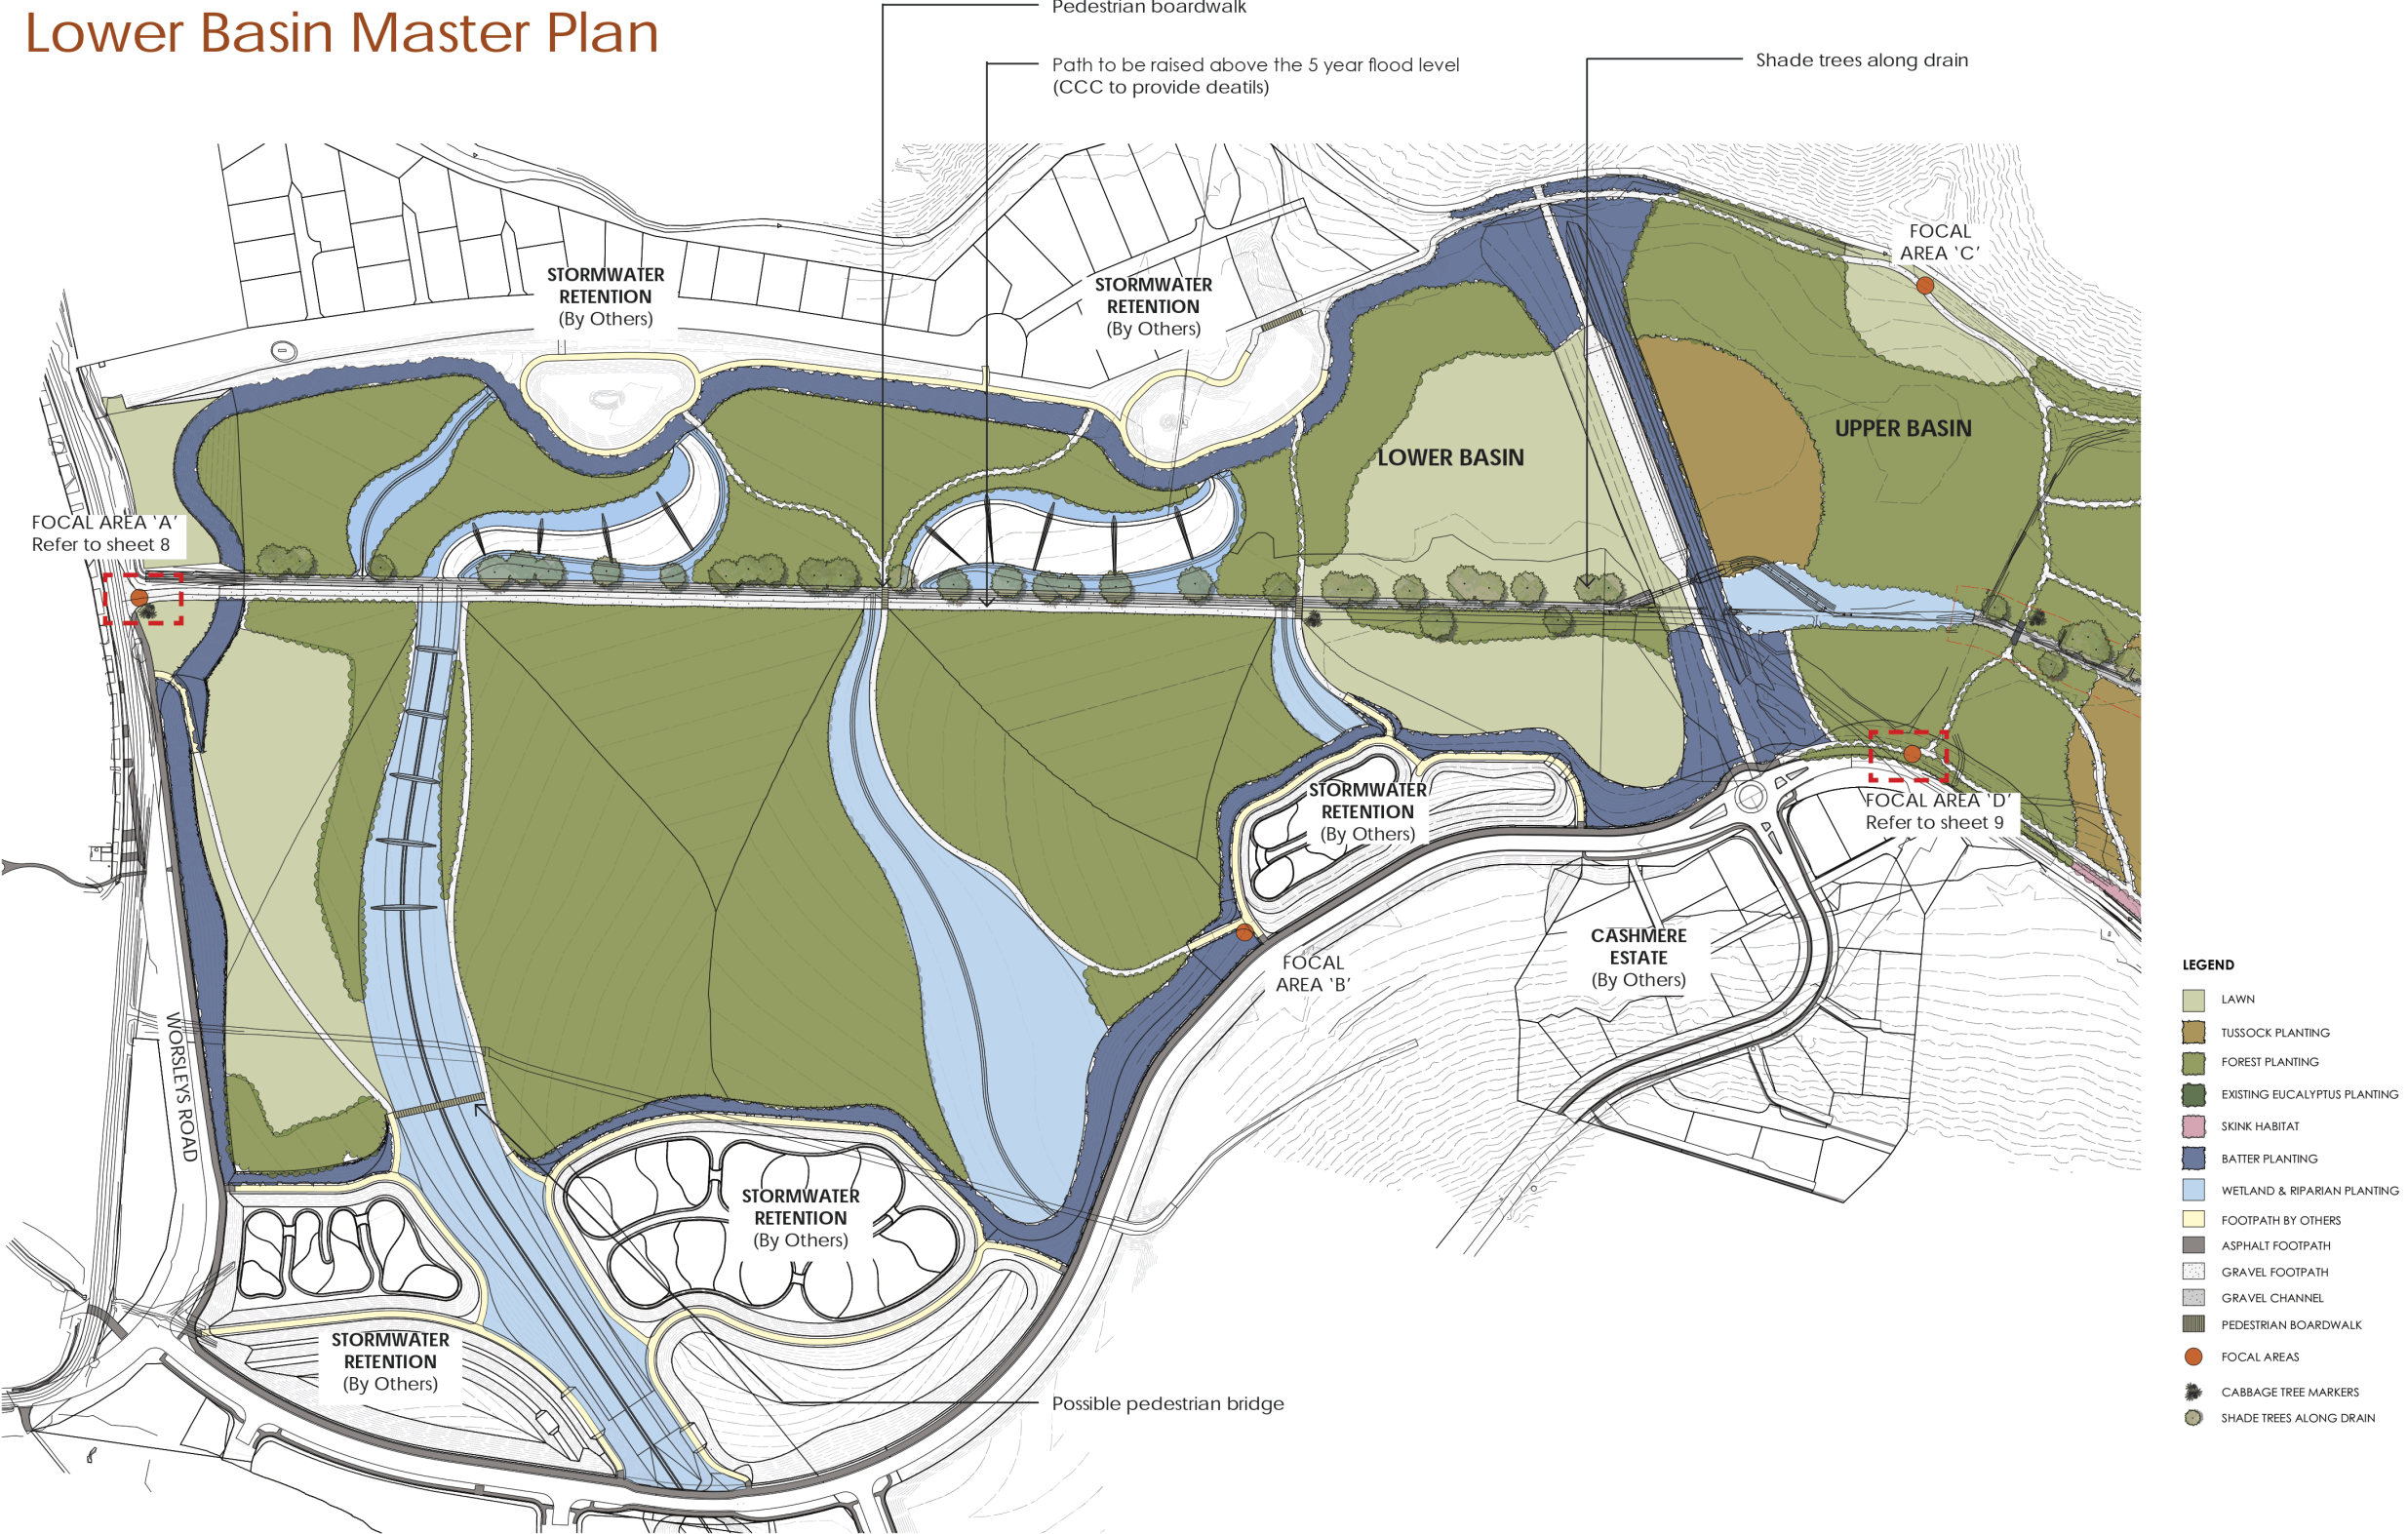 Lower Basin Master Plan
Pedestrian boardwalk
Path to be raised above the 5 year flood level
(CCC to provide deatils)
Shade trees along drain
STORMWATER
RETENTION
(By Others)
STORMWATER
RETENTION
(By Others)
FOCAL
AREA ‘C’
UPPER BASIN
LOWER BASIN
FOCAL AREA ‘A’
Refer to sheet 8
STORMWATER
RETENTION
(By Others)
FOCAL AREA ‘D’
Refer to sheet 9
FOCAL
AREA ‘B’
CASHMERE
ESTATE
(By Others)
WORSLEYS ROAD
STORMWATER
RETENTION
(By Others)
STORMWATER
RETENTION
(By Others)
Possible pedestrian bridge
LEGEND
LAWN
TUSSOCK PLANTING
FOREST PLANTING
EXISTING EUCALYPTUS PLANTING
SKINK HABITAT
BATTER PLANTING
WETLAND & RIPARIAN PLANTING
FOOTPATH BY OTHERS
ASPHALT FOOTPATH
GRAVEL FOOTPATH
GRAVEL CHANNEL
PEDESTRIAN BOARDWALK
FOCAL AREAS
CABBAGE TREE MARKERS
SHADE TREES ALONG DRAIN